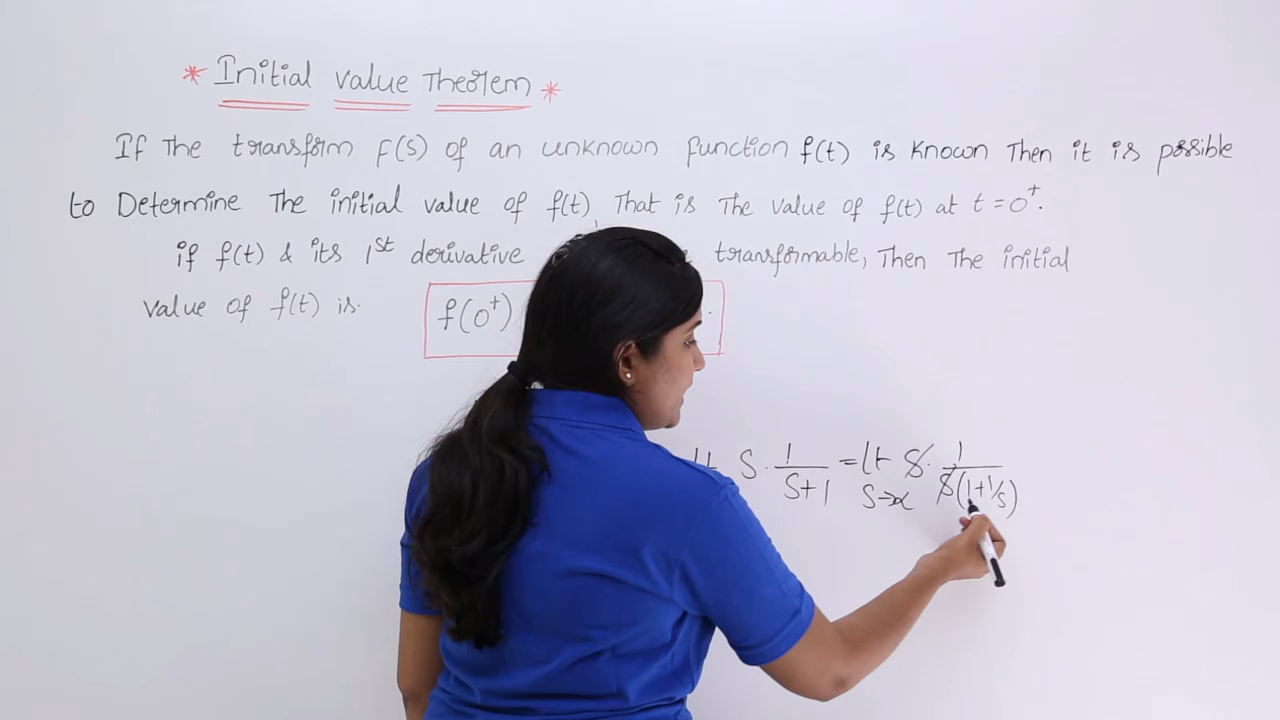 * Initial value Theorem *
If The transform F(S) of an unknown function f(t) is known Then it is possible
to Determine The initial value of f(t), That is The value of f(t) at t = 0⁺.
if f(t) & its 1st derivative transformable, Then The initial
value of f(t) is.
f(0⁺)
S · 1/(S+1) = Lt S→∞ S · 1/(S(1+1/S))